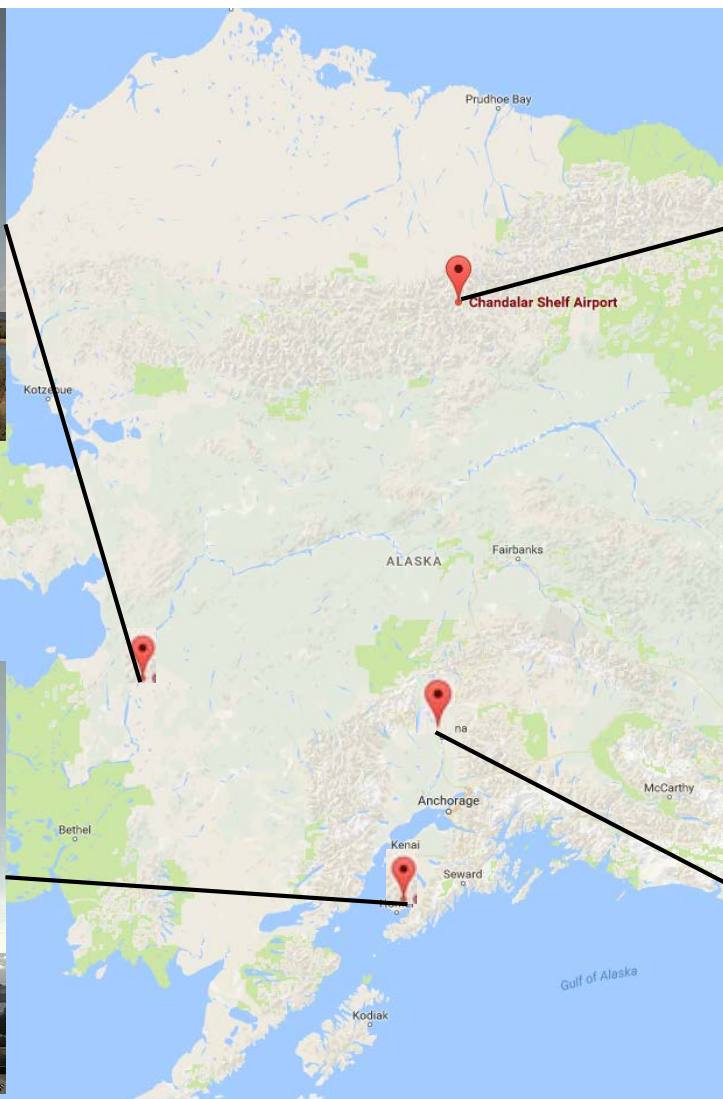 Prudhoe Bay
Chandalar Shelf Airport
Kotzebue
Fairbanks
ALASKA
na
McCarthy
Anchorage
Bethel
Kenai
Seward
Gulf of Alaska
Kodiak